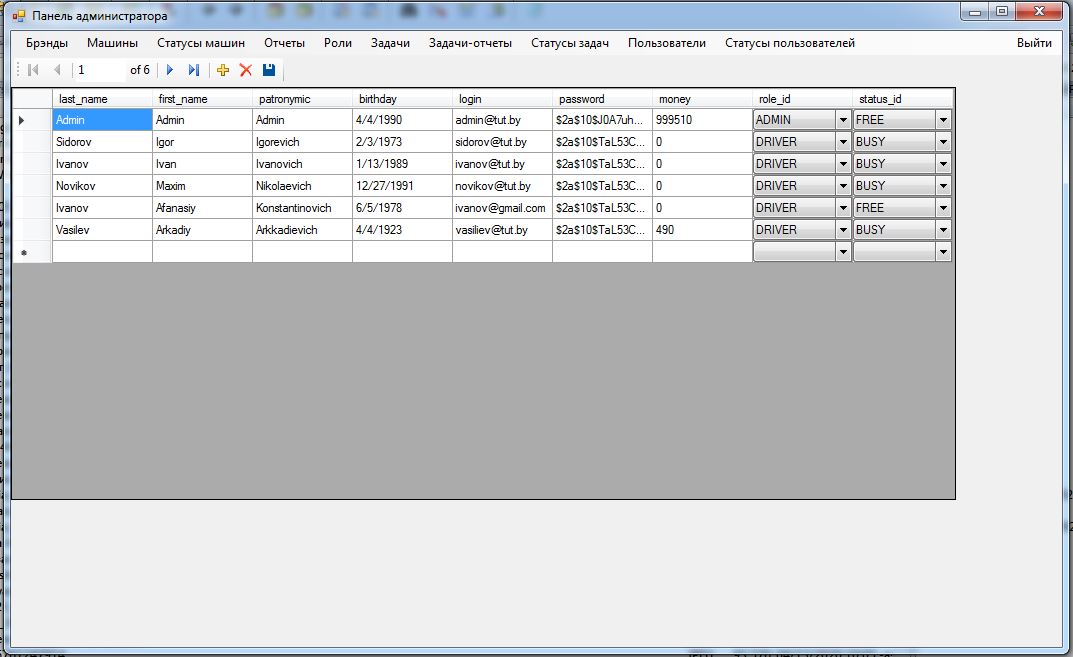 Панель администратора
Брэнды Машины Статусы машин Отчеты Роли Задачи Задачи-отчеты Статусы задач Пользователи Статусы пользователей Выйти
1 of 6
last_name first_name patronymic birthday login password money role_id status_id
Admin Admin Admin 4/4/1990 admin@tut.by $2a$10$J0A7uh... 999510 ADMIN FREE
Sidorov Igor Igorevich 2/3/1973 sidorov@tut.by $2a$10$TaL53C... 0 DRIVER BUSY
Ivanov Ivan Ivanovich 1/13/1989 ivanov@tut.by $2a$10$TaL53C... 0 DRIVER BUSY
Novikov Maxim Nikolaevich 12/27/1991 novikov@tut.by $2a$10$TaL53C... 0 DRIVER BUSY
Ivanov Afanasiy Konstantinovich 6/5/1978 ivanov@gmail.com $2a$10$TaL53C... 0 DRIVER FREE
Vasilev Arkadiy Arkkadievich 4/4/1923 vasiliev@tut.by $2a$10$TaL53C... 490 DRIVER BUSY